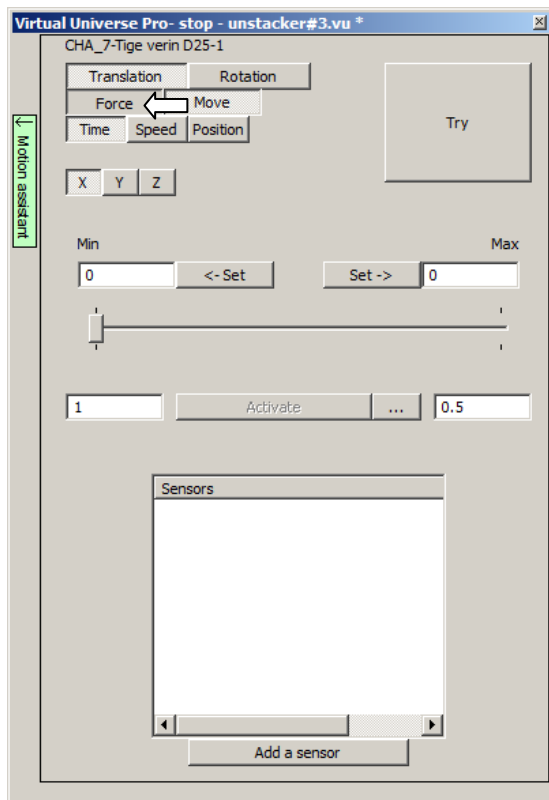 Virtual Universe Pro- stop - unstacker#3.vu *
CHA_7-Tige verin D25-1
Translation Rotation
Force Move
Time Speed Position
Try
Motion assistant
X Y Z
Min Max
0 <- Set Set -> 0
1 Activate ... 0.5
Sensors
Add a sensor